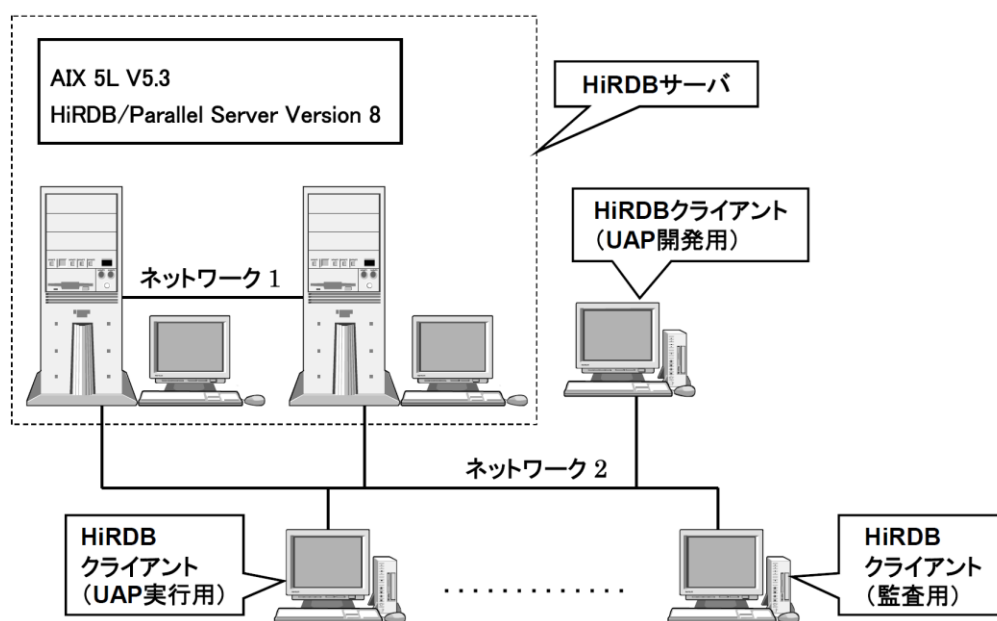 AIX 5L V5.3
HiRDB/Parallel Server Version 8
HiRDBサーバ
HiRDBクライアント
（UAP開発用）
ネットワーク 1
ネットワーク 2
HiRDB
クライアント
（UAP実行用）
HiRDB
クライアント
（監査用）